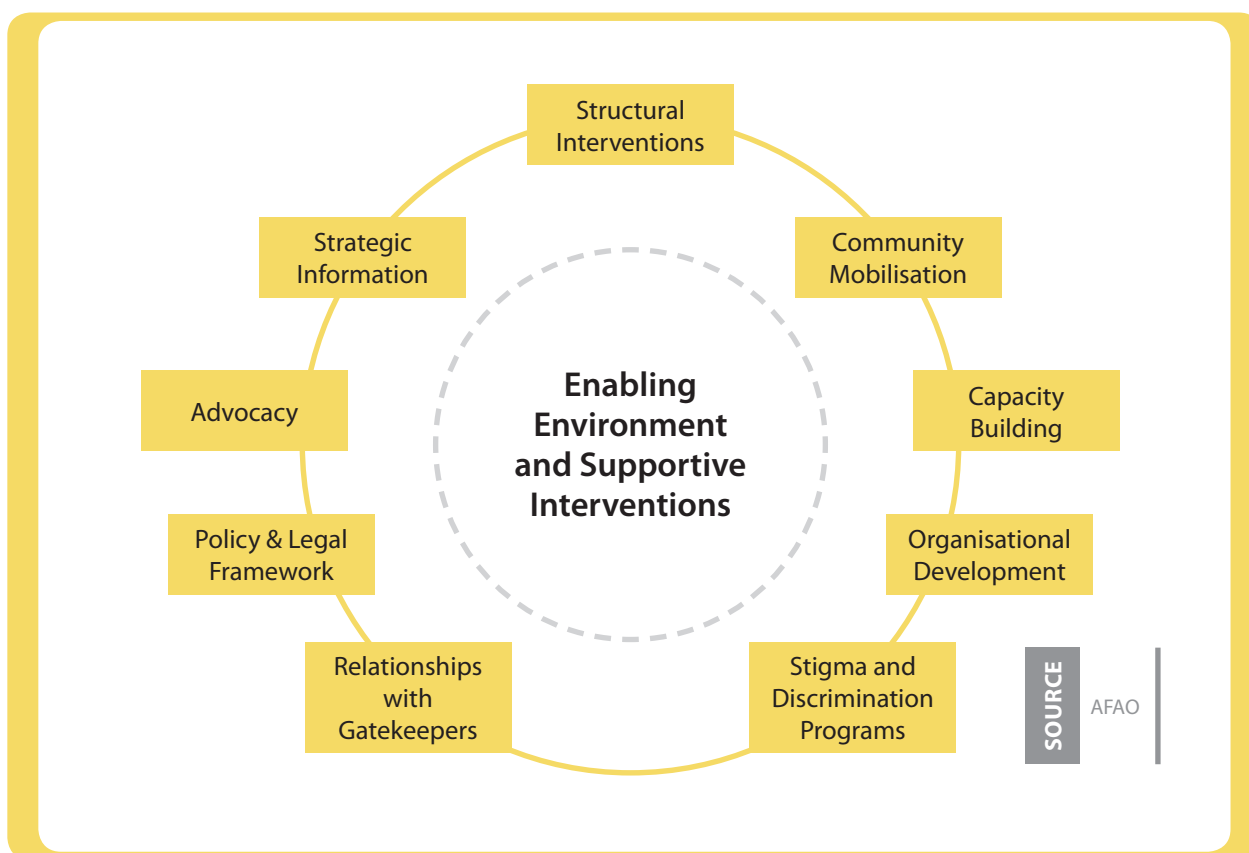 Structural
Interventions
Strategic
Information
Community
Mobilisation
Advocacy
Enabling
Environment
and Supportive
Interventions
Capacity
Building
Policy & Legal
Framework
Organisational
Development
Relationships
with
Gatekeepers
Stigma and
Discrimination
Programs
SOURCE
AFAO